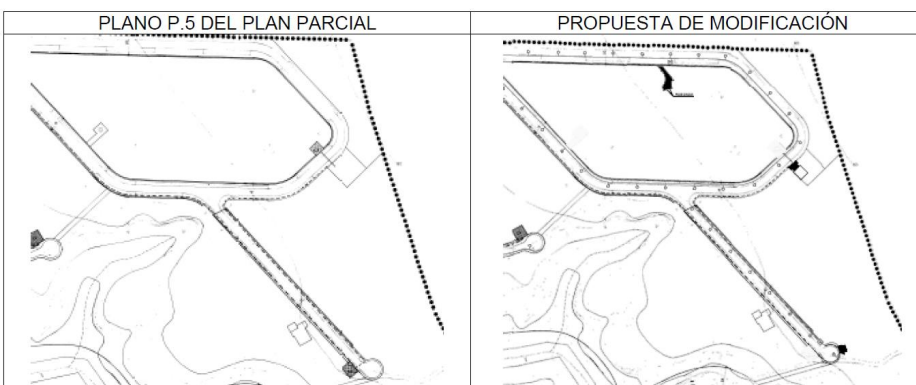 PLANO P.5 DEL PLAN PARCIAL
PROPUESTA DE MODIFICACIÓN